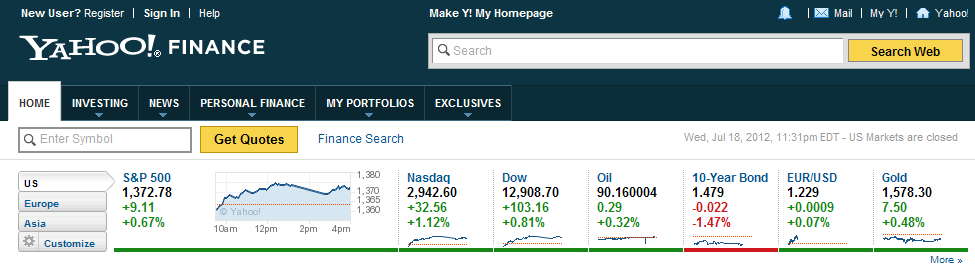 New User? Register | Sign In | Help Make Y! My Homepage | Mail | My Y! | Yahoo!
YAHOO!® FINANCE
Search Search Web
HOME INVESTING NEWS PERSONAL FINANCE MY PORTFOLIOS EXCLUSIVES
Enter Symbol Get Quotes Finance Search Wed, Jul 18, 2012, 11:31pm EDT - US Markets are closed
US
Europe
Asia
Customize
S&P 500
1,372.78
+9.11
+0.67%
1,380
1,370
1,360
© Yahoo!
10am 12pm 2pm 4pm
Nasdaq
2,942.60
+32.56
+1.12%
Dow
12,908.70
+103.16
+0.81%
Oil
90.160004
0.29
+0.32%
10-Year Bond
1.479
-0.022
-1.47%
EUR/USD
1.229
+0.0009
+0.07%
Gold
1,578.30
7.50
+0.48%
More »